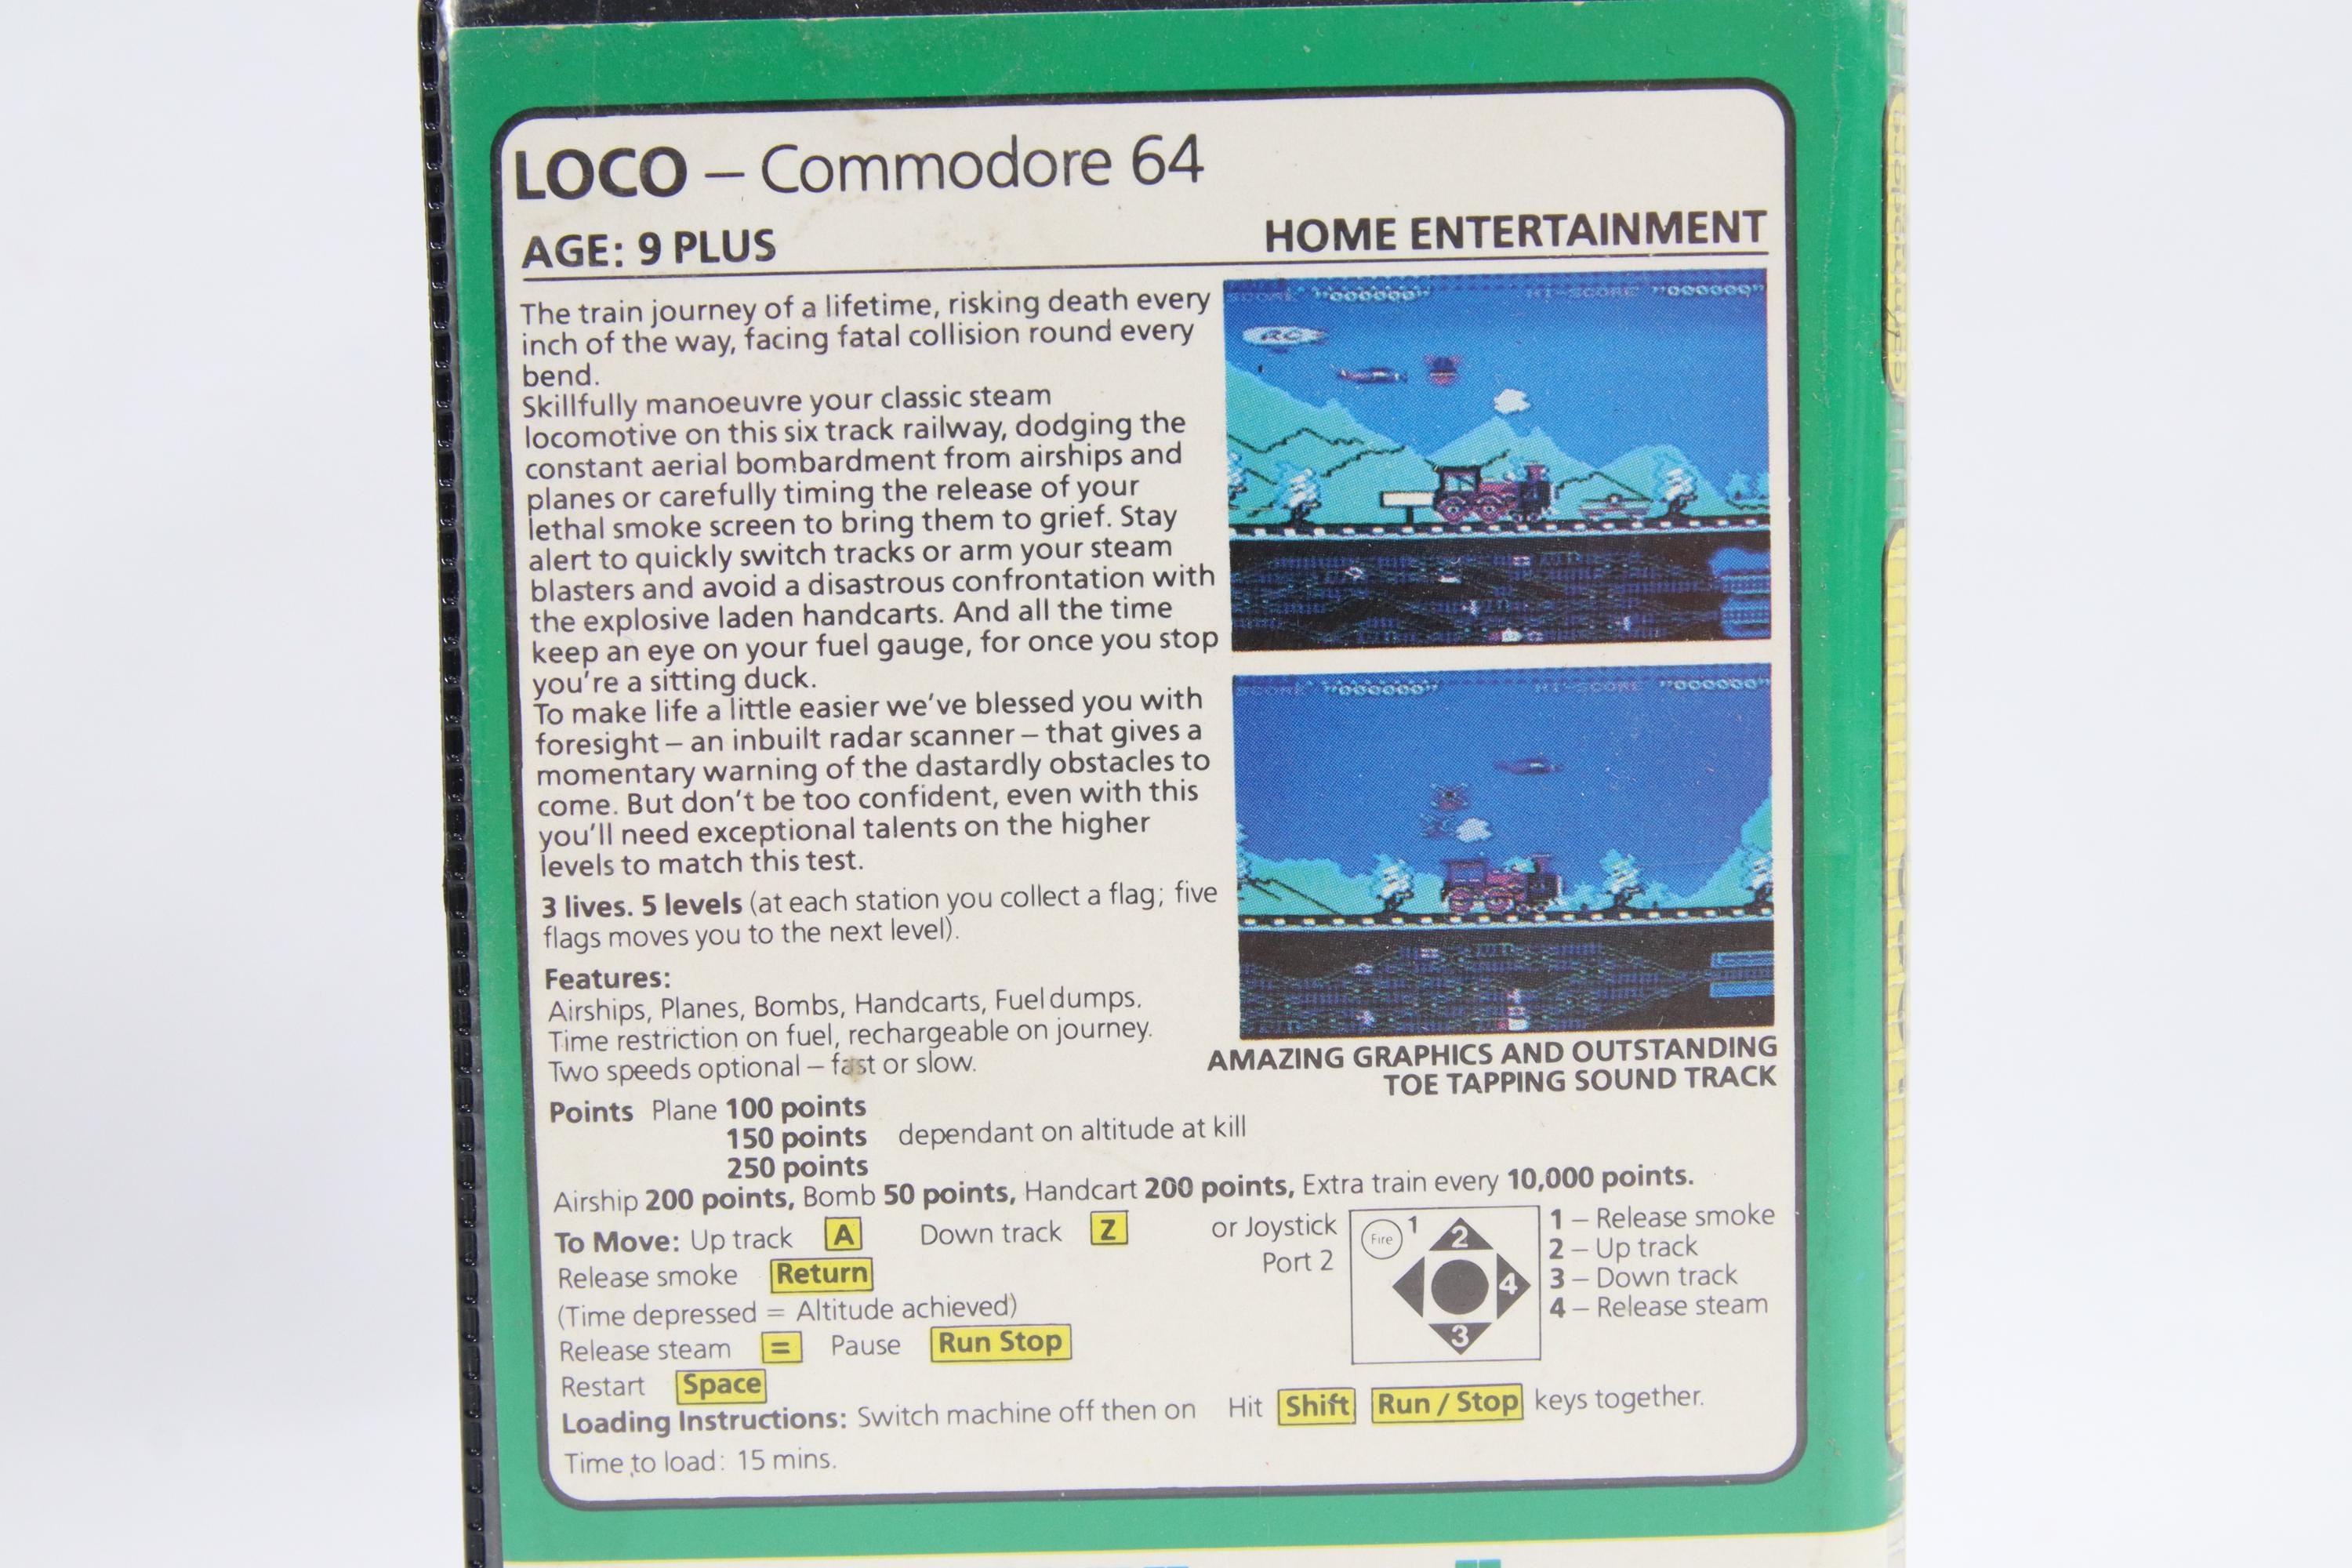 LOCO – Commodore 64
AGE: 9 PLUS
HOME ENTERTAINMENT
The train journey of a lifetime, risking death every
inch of the way, facing fatal collision round every
bend.
Skillfully manoeuvre your classic steam
locomotive on this six track railway, dodging the
constant aerial bombardment from airships and
planes or carefully timing the release of your
lethal smoke screen to bring them to grief. Stay
alert to quickly switch tracks or arm your steam
blasters and avoid a disastrous confrontation with
the explosive laden handcarts. And all the time
keep an eye on your fuel gauge, for once you stop
you're a sitting duck.
To make life a little easier we've blessed you with
foresight – an inbuilt radar scanner – that gives a
momentary warning of the dastardly obstacles to
come. But don't be too confident, even with this
you'll need exceptional talents on the higher
levels to match this test.
3 lives. 5 levels (at each station you collect a flag; five
flags moves you to the next level).
Features:
Airships, Planes, Bombs, Handcarts, Fuel dumps.
Time restriction on fuel, rechargeable on journey.
Two speeds optional – fast or slow.
SCORE "000000" HI-SCORE "000000"
RC
SCORE "000000" HI-SCORE "000000"
AMAZING GRAPHICS AND OUTSTANDING
TOE TAPPING SOUND TRACK
Points Plane 100 points
150 points dependant on altitude at kill
250 points
Airship 200 points, Bomb 50 points, Handcart 200 points, Extra train every 10,000 points.
To Move: Up track A Down track Z
Release smoke Return
(Time depressed = Altitude achieved)
Release steam = Pause Run Stop
Restart Space
or Joystick
Port 2
Fire 1
2
4
3
1 – Release smoke
2 – Up track
3 – Down track
4 – Release steam
Loading Instructions: Switch machine off then on Hit Shift Run / Stop keys together.
Time to load: 15 mins.